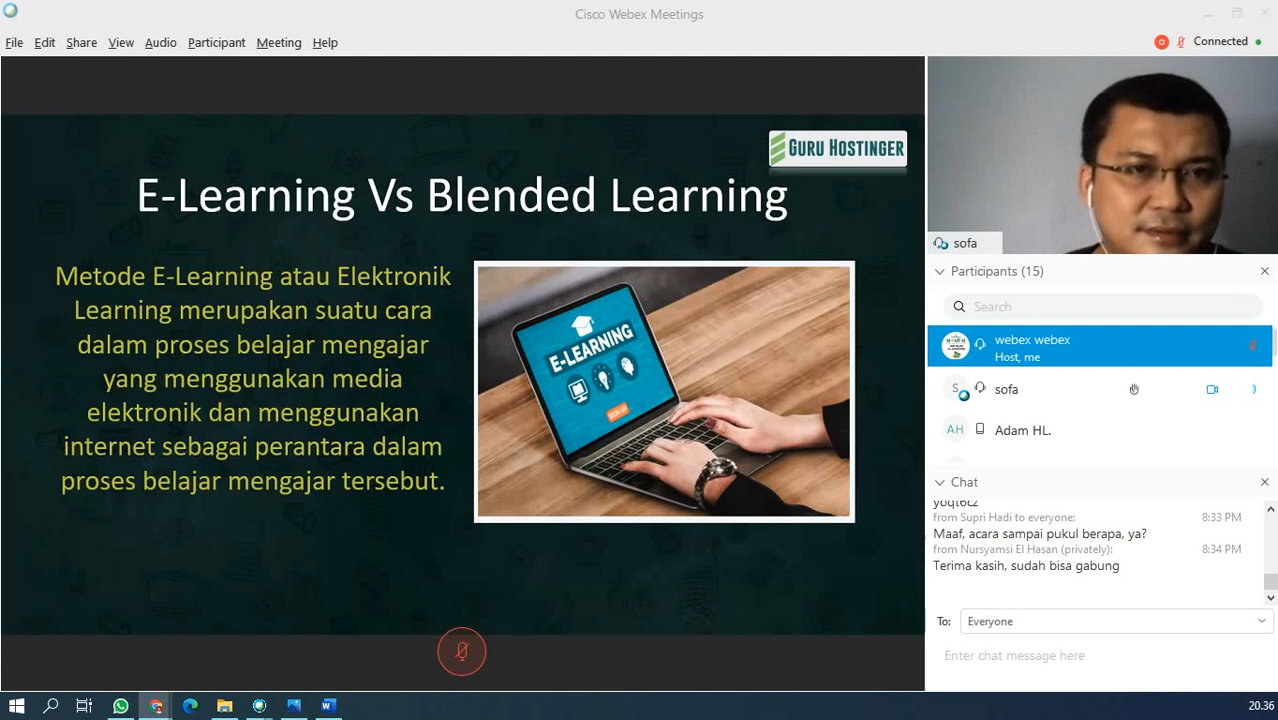 Cisco Webex Meetings
File Edit Share View Audio Participant Meeting Help
Connected
GURU HOSTINGER
E-Learning Vs Blended Learning
Metode E-Learning atau Elektronik
Learning merupakan suatu cara
dalam proses belajar mengajar
yang menggunakan media
elektronik dan menggunakan
internet sebagai perantara dalam
proses belajar mengajar tersebut.
E-LEARNING
SIGN UP
sofa
Participants (15)
Search
webex webex
Host, me
S sofa
AH Adam HL.
Chat
yoqt6cz
from Supri Hadi to everyone: 8:33 PM
Maaf, acara sampai pukul berapa, ya?
from Nursyamsi El Hasan (privately): 8:34 PM
Terima kasih, sudah bisa gabung
To: Everyone
Enter chat message here
20.36